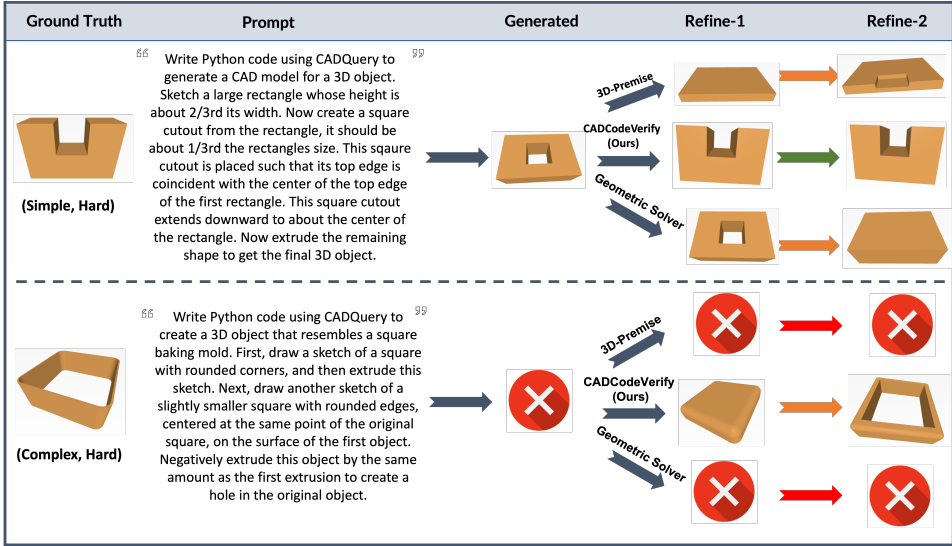 Ground Truth
Prompt
Generated
Refine-1
Refine-2
“
Write Python code using CADQuery to
generate a CAD model for a 3D object.
Sketch a large rectangle whose height is
about 2/3rd its width. Now create a square
cutout from the rectangle, it should be
about 1/3rd the rectangles size. This sqaure
cutout is placed such that its top edge is
coincident with the center of the top edge
of the first rectangle. This square cutout
extends downward to about the center of
the rectangle. Now extrude the remaining
shape to get the final 3D object.
”
(Simple, Hard)
3D-Premise
CADCodeVerify
(Ours)
Geometric Solver
“
Write Python code using CADQuery to
create a 3D object that resembles a square
baking mold. First, draw a sketch of a square
with rounded corners, and then extrude this
sketch. Next, draw another sketch of a
slightly smaller square with rounded edges,
centered at the same point of the original
square, on the surface of the first object.
Negatively extrude this object by the same
amount as the first extrusion to create a
hole in the original object.
”
(Complex, Hard)
3D-Premise
CADCodeVerify
(Ours)
Geometric Solver